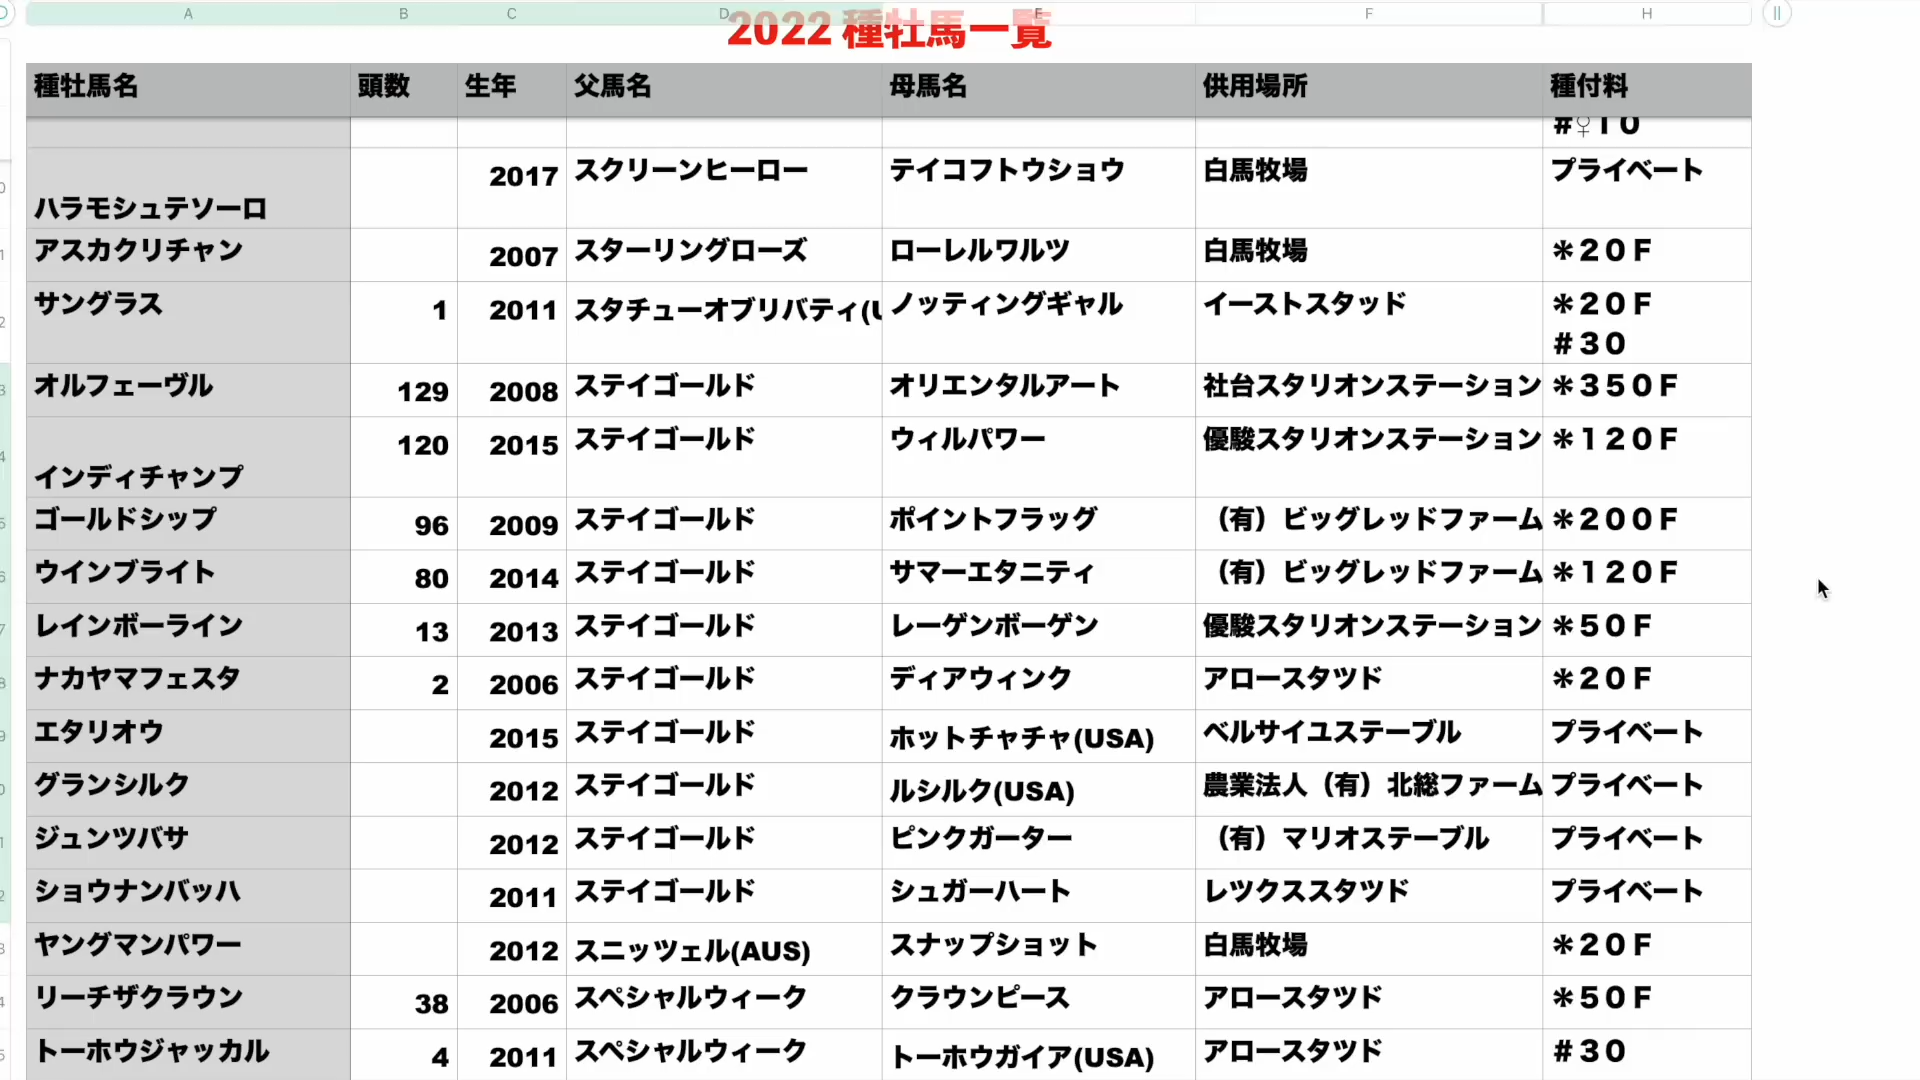 A B C D E F H
2022 種牡馬一覧
種牡馬名 頭数 生年 父馬名 母馬名 供用場所 種付料
#♀10
ハラモシュテソーロ 2017 スクリーンヒーロー テイコフトウショウ 白馬牧場 プライベート
アスカクリチャン 2007 スターリングローズ ローレルワルツ 白馬牧場 *20F
サングラス 1 2011 スタチューオブリバティ(U ノッティングギャル イーストスタッド *20F
#30
オルフェーヴル 129 2008 ステイゴールド オリエンタルアート 社台スタリオンステーション *350F
インディチャンプ 120 2015 ステイゴールド ウィルパワー 優駿スタリオンステーション *120F
ゴールドシップ 96 2009 ステイゴールド ポイントフラッグ （有）ビッグレッドファーム *200F
ウインブライト 80 2014 ステイゴールド サマーエタニティ （有）ビッグレッドファーム *120F
レインボーライン 13 2013 ステイゴールド レーゲンボーゲン 優駿スタリオンステーション *50F
ナカヤマフェスタ 2 2006 ステイゴールド ディアウィンク アロースタツド *20F
エタリオウ 2015 ステイゴールド ホットチャチャ(USA) ベルサイユステーブル プライベート
グランシルク 2012 ステイゴールド ルシルク(USA) 農業法人（有）北総ファーム プライベート
ジュンツバサ 2012 ステイゴールド ピンクガーター （有）マリオステーブル プライベート
ショウナンバッハ 2011 ステイゴールド シュガーハート レツクススタツド プライベート
ヤングマンパワー 2012 スニッツェル(AUS) スナップショット 白馬牧場 *20F
リーチザクラウン 38 2006 スペシャルウィーク クラウンピース アロースタツド *50F
トーホウジャッカル 4 2011 スペシャルウィーク トーホウガイア(USA) アロースタツド #30